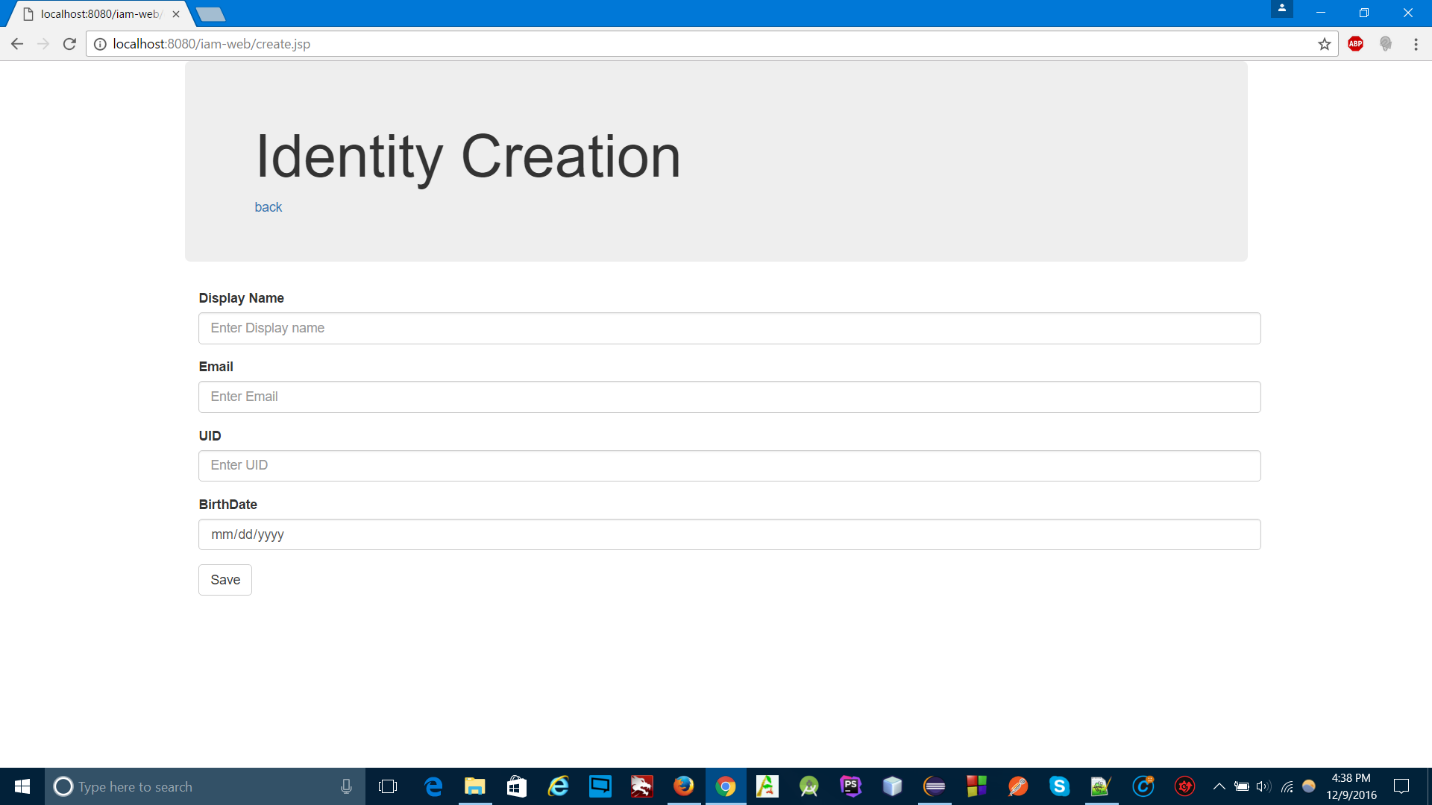 localhost:8080/iam-web/
localhost:8080/iam-web/create.jsp
ABP
Identity Creation
back
Display Name
Enter Display name
Email
Enter Email
UID
Enter UID
BirthDate
mm/dd/yyyy
Save
Type here to search
PS
4:38 PM
12/9/2016